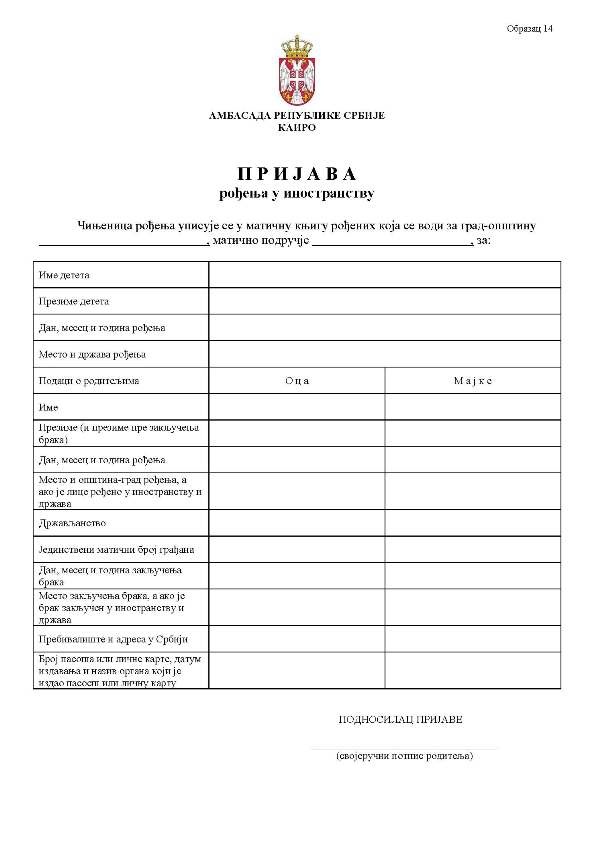 Образац 14
АМБАСАДА РЕПУБЛИКЕ СРБИЈЕ
КАИРО
П Р И Ј А В А
рођења у иностранству
Чињеница рођења уписује се у матичну књигу рођених која се води за град-општину
____________________________, матично подручје __________________________, за:
Име детета
Презиме детета
Дан, месец и година рођења
Место и држава рођења
Подаци о родитељима О ц а М а ј к е
Име
Презиме (и презиме пре закључења
брака)
Дан, месец и година рођења
Место и општина-град рођења, а
ако је лице рођено у иностранству и
држава
Држављанство
Јединствени матични број грађана
Дан, месец и година закључења
брака
Место закључења брака, а ако је
брак закључен у иностранству и
држава
Пребивалиште и адреса у Србији
Број пасоша или личне карте, датум
издавања и назив органа који је
издао пасош или личну карту
ПОДНОСИЛАЦ ПРИЈАВЕ
(својеручни потпис родитеља)